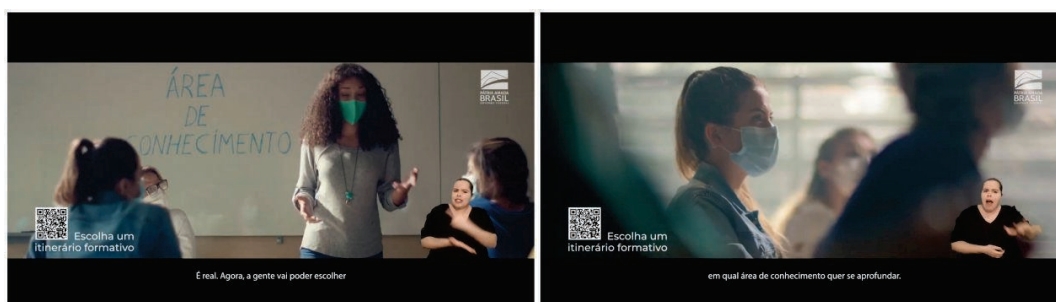 ÁREA
DE
CONHECIMENTO
BRASIL
Escolha um
itinerário formativo
É real. Agora, a gente vai poder escolher
BRASIL
Escolha um
itinerário formativo
em qual área de conhecimento quer se aprofundar.